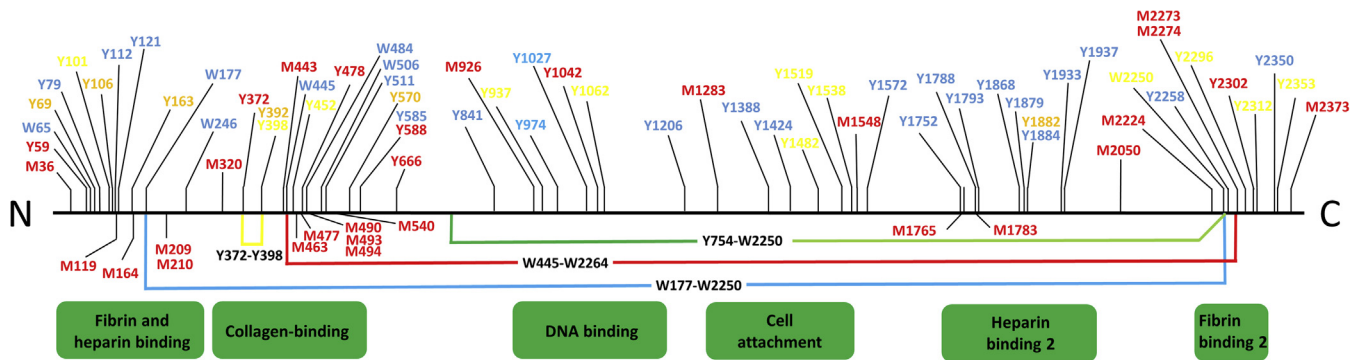 M2273
M2274
Y121
Y112
Y101
Y79
Y106
Y69
W65
Y59
M36
Y163
W177
W246
M320
Y372
Y392
Y398
M443
W445
Y452
Y478
W484
W506
Y511
Y570
Y585
Y588
Y666
M926
Y937
Y841
Y1027
Y974
Y1042
Y1062
Y1206
M1283
Y1388
Y1424
Y1482
Y1519
Y1538
M1548
Y1572
Y1752
Y1788
Y1793
Y1868
Y1879
Y1882
Y1884
Y1933
Y1937
M2050
M2224
W2250
Y2258
Y2296
Y2302
Y2312
Y2350
Y2353
M2373
N
C
M119
M164
M209
M210
Y372-Y398
M463
M477
M490
M493
M494
M540
M1765
M1783
Y754-W2250
W445-W2264
W177-W2250
Fibrin and
heparin binding
Collagen-binding
DNA binding
Cell
attachment
Heparin
binding 2
Fibrin
binding 2